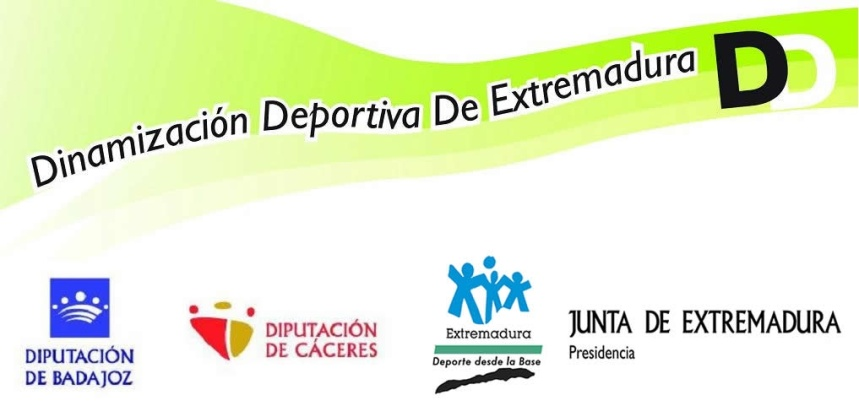 Dinamización Deportiva De Extremadura
DD
DIPUTACIÓN
DE BADAJOZ
DIPUTACIÓN
DE CÁCERES
Extremadura
Deporte desde la Base
JUNTA DE EXTREMADURA
Presidencia